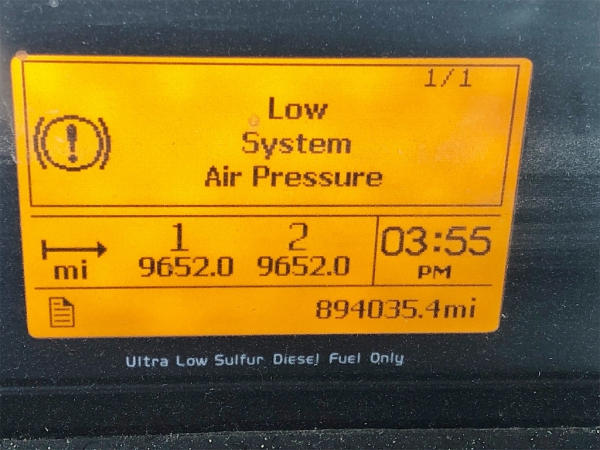 1/1
Low
System
Air Pressure
1 2
mi 9652.0 9652.0
03:55
PM
894035.4mi
Ultra Low Sulfur Diesel Fuel Only